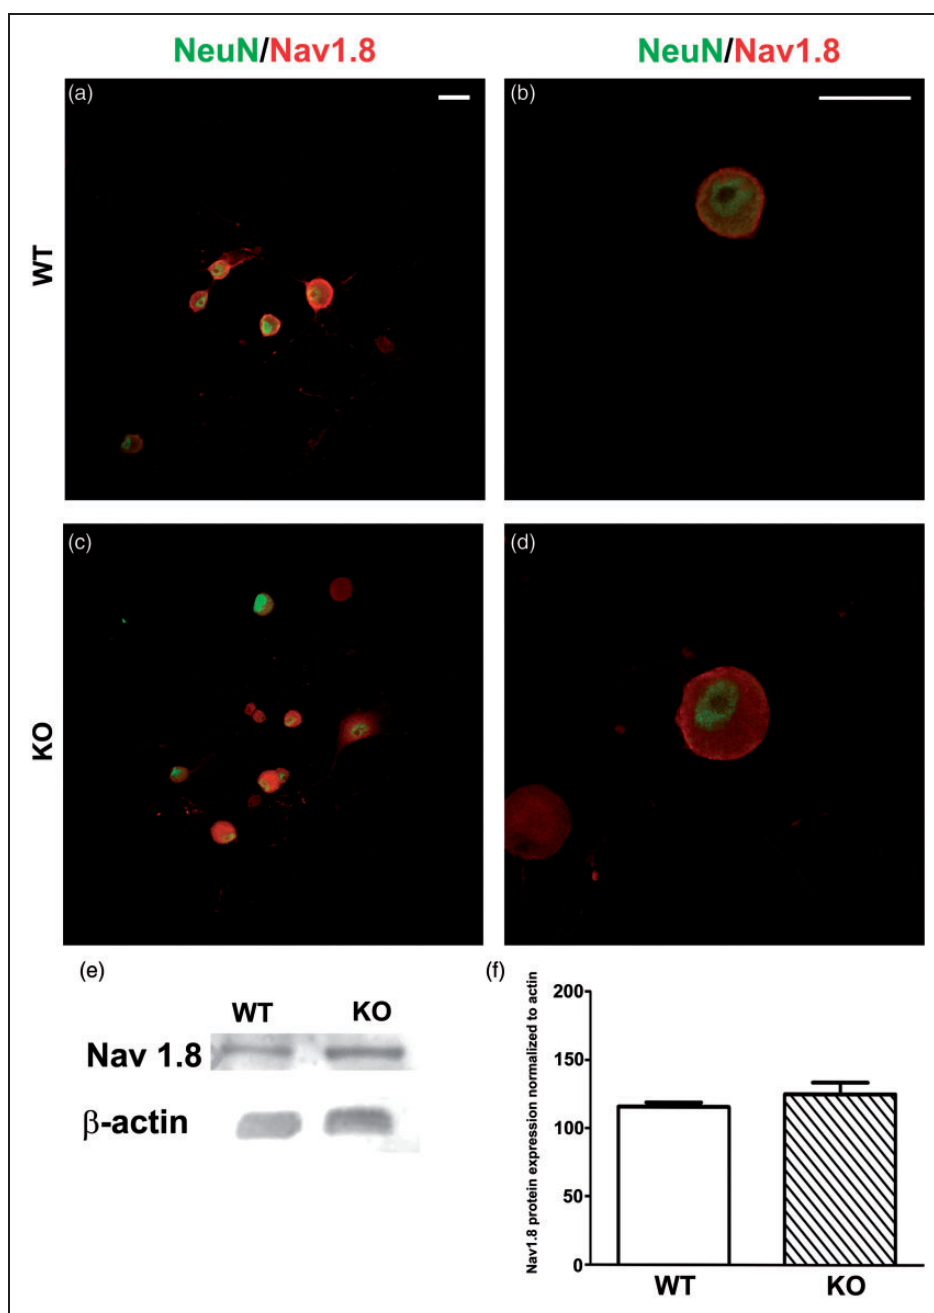 NeuN/Nav1.8
NeuN/Nav1.8
(a)
(b)
WT
(c)
(d)
KO
(e)
WT KO
Nav 1.8
β-actin
(f)
Nav1.8 protein expression normalized to actin
200
150
100
50
0
WT KO